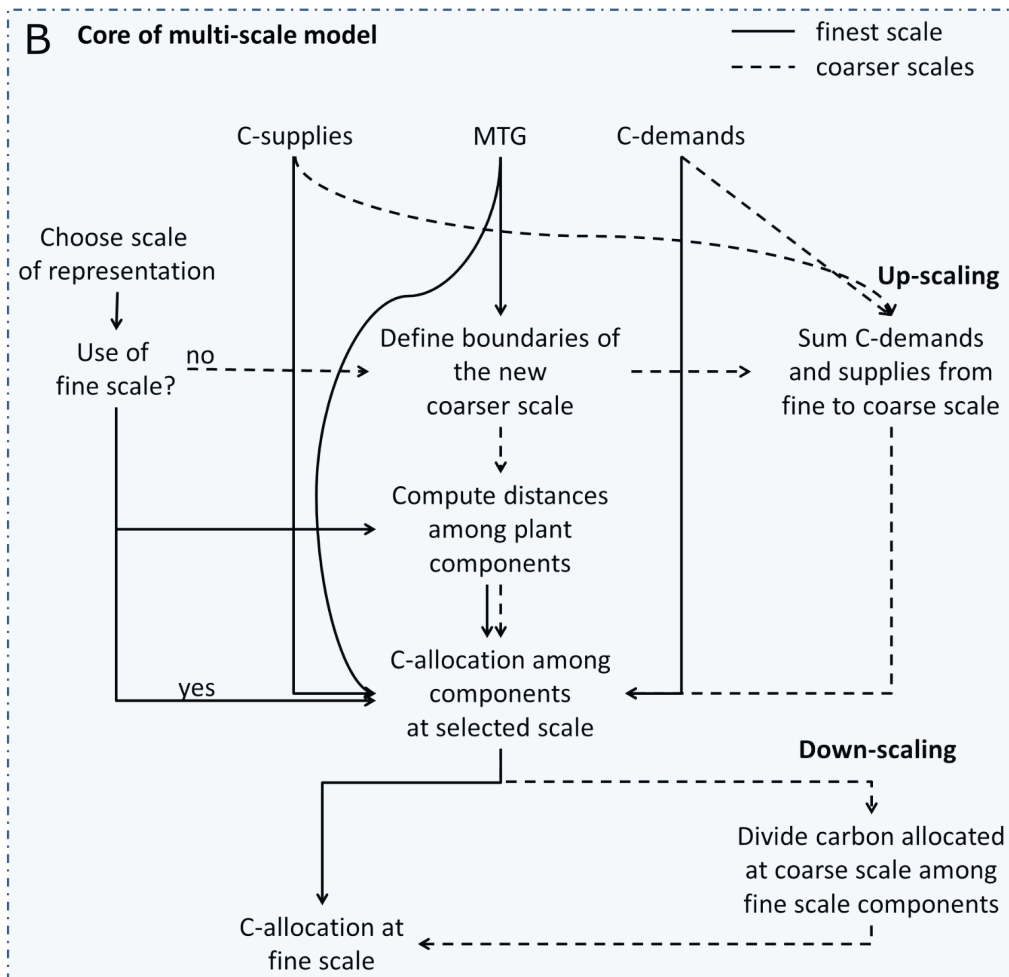 B Core of multi-scale model
finest scale
coarser scales
C-supplies
MTG
C-demands
Choose scale
of representation
Up-scaling
Use of
fine scale?
no
Define boundaries of
the new
coarser scale
Sum C-demands
and supplies from
fine to coarse scale
Compute distances
among plant
components
yes
C-allocation among
components
at selected scale
Down-scaling
Divide carbon allocated
at coarse scale among
fine scale components
C-allocation at
fine scale